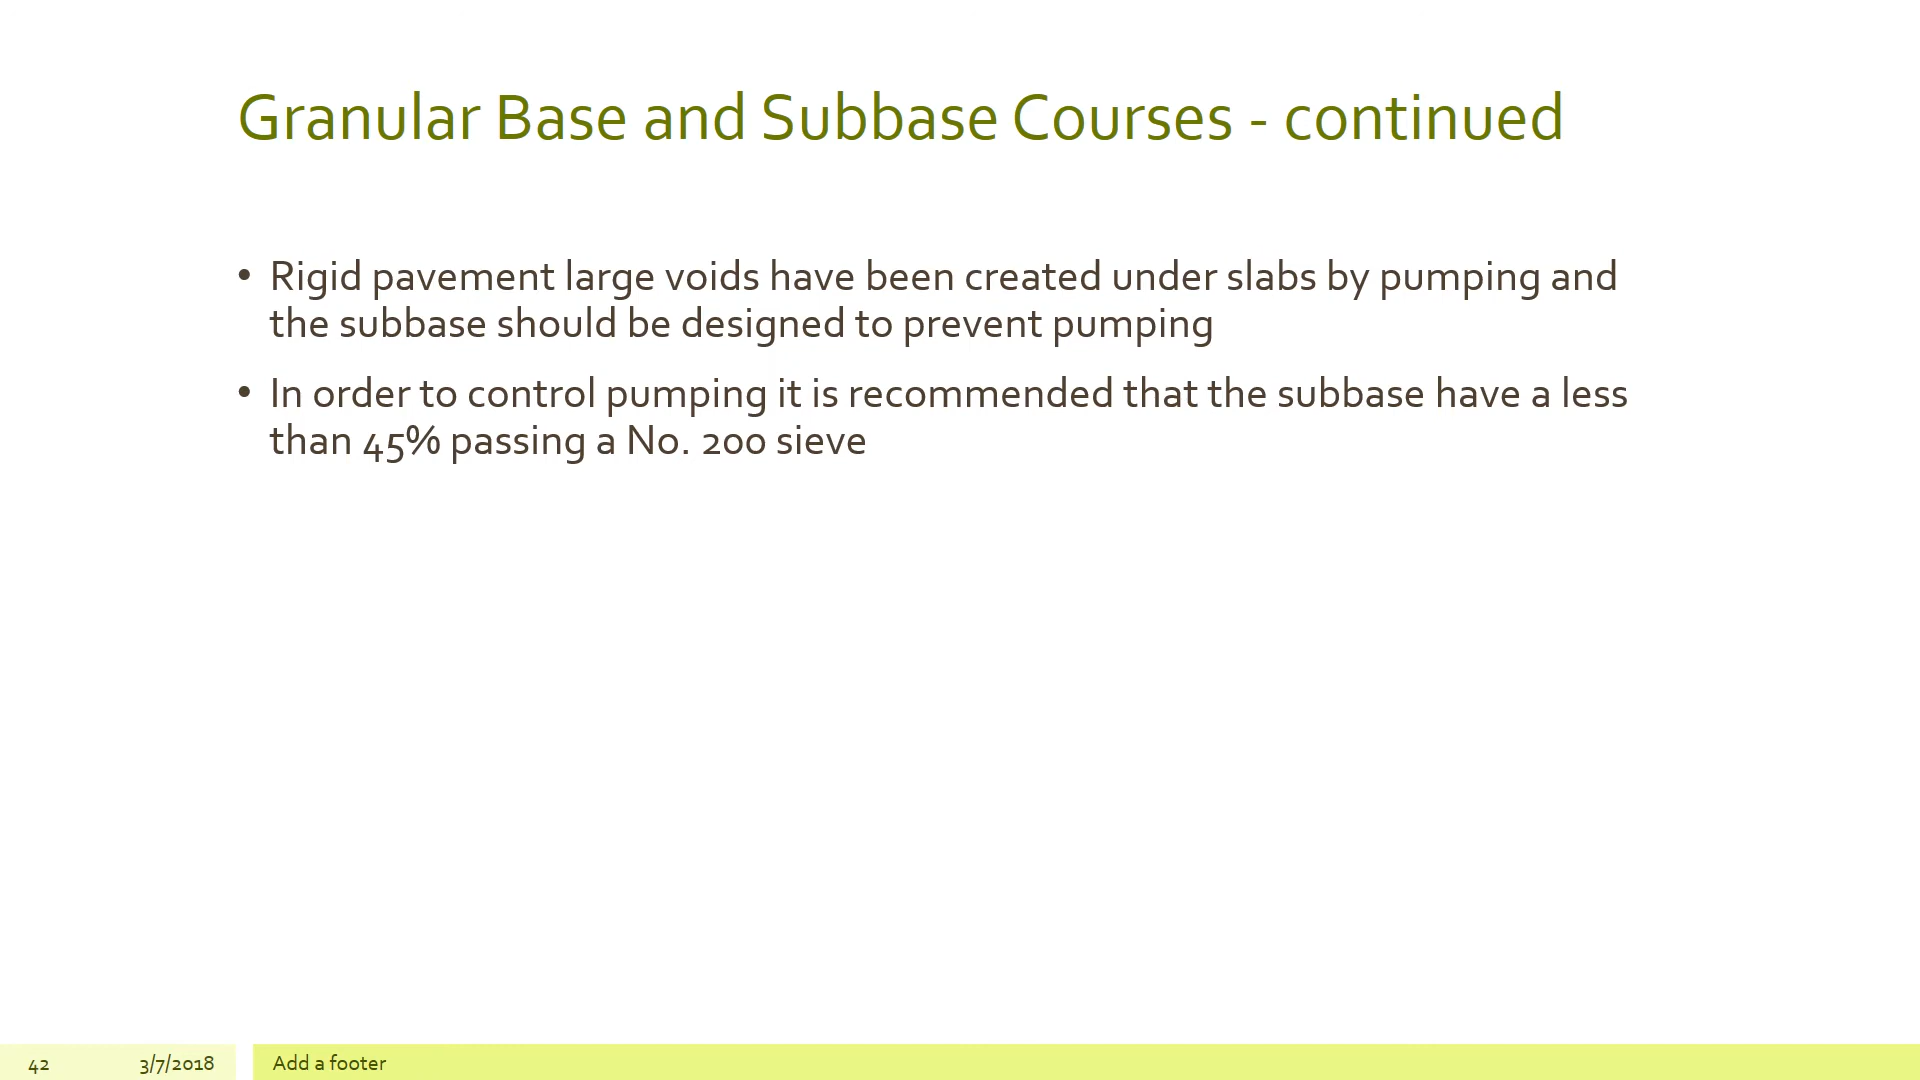 Granular Base and Subbase Courses - continued
• Rigid pavement large voids have been created under slabs by pumping and
the subbase should be designed to prevent pumping
• In order to control pumping it is recommended that the subbase have a less
than 45% passing a No. 200 sieve
42 3/7/2018 Add a footer